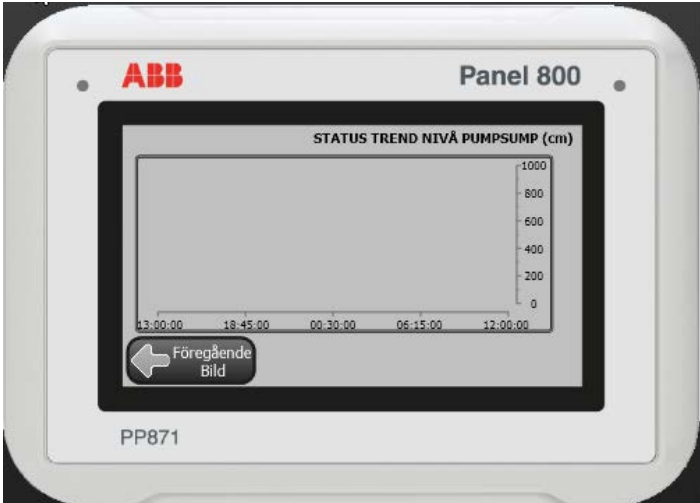 ABB
Panel 800
STATUS TREND NIVÅ PUMPSUMP (cm)
1000
800
600
400
200
0
13:00:00 18:45:00 00:30:00 06:15:00 12:00:00
Föregående
Bild
PP871